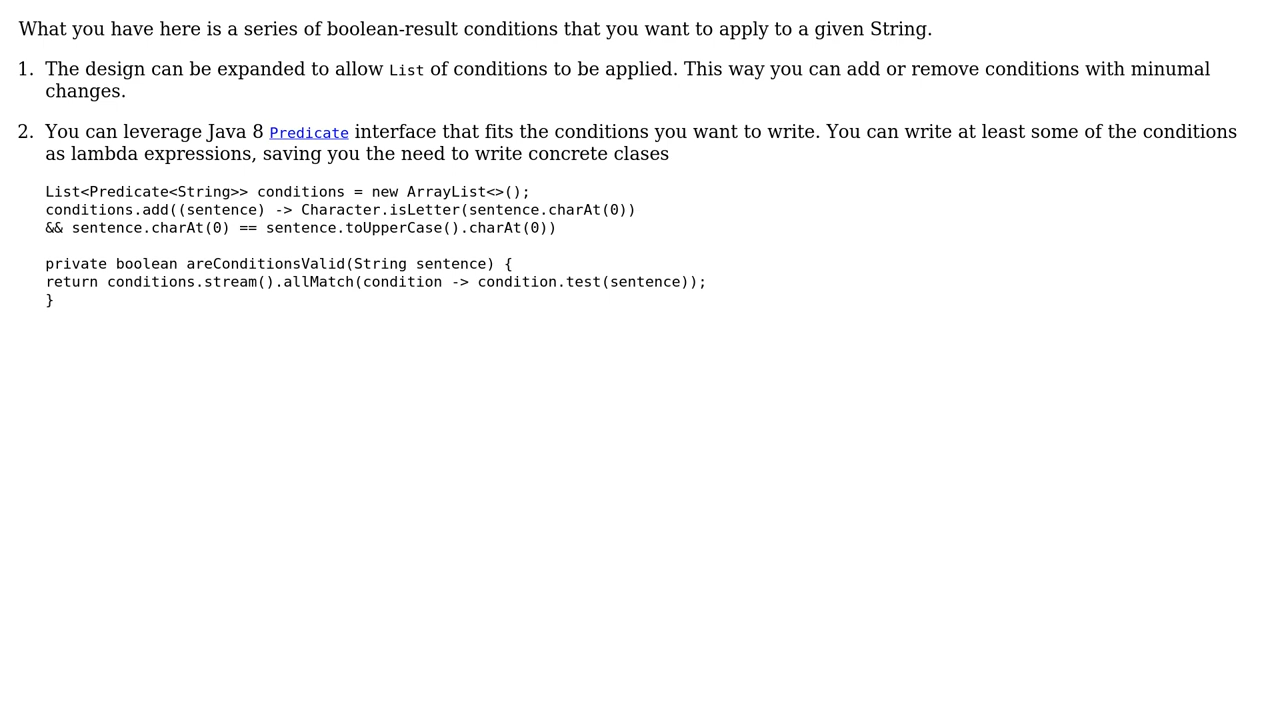 What you have here is a series of boolean-result conditions that you want to apply to a given String.
1. The design can be expanded to allow List of conditions to be applied. This way you can add or remove conditions with minumal
changes.
2. You can leverage Java 8 Predicate interface that fits the conditions you want to write. You can write at least some of the conditions
as lambda expressions, saving you the need to write concrete clases
List<Predicate<String>> conditions = new ArrayList<>();
conditions.add((sentence) -> Character.isLetter(sentence.charAt(0))
&& sentence.charAt(0) == sentence.toUpperCase().charAt(0))
private boolean areConditionsValid(String sentence) {
return conditions.stream().allMatch(condition -> condition.test(sentence));
}